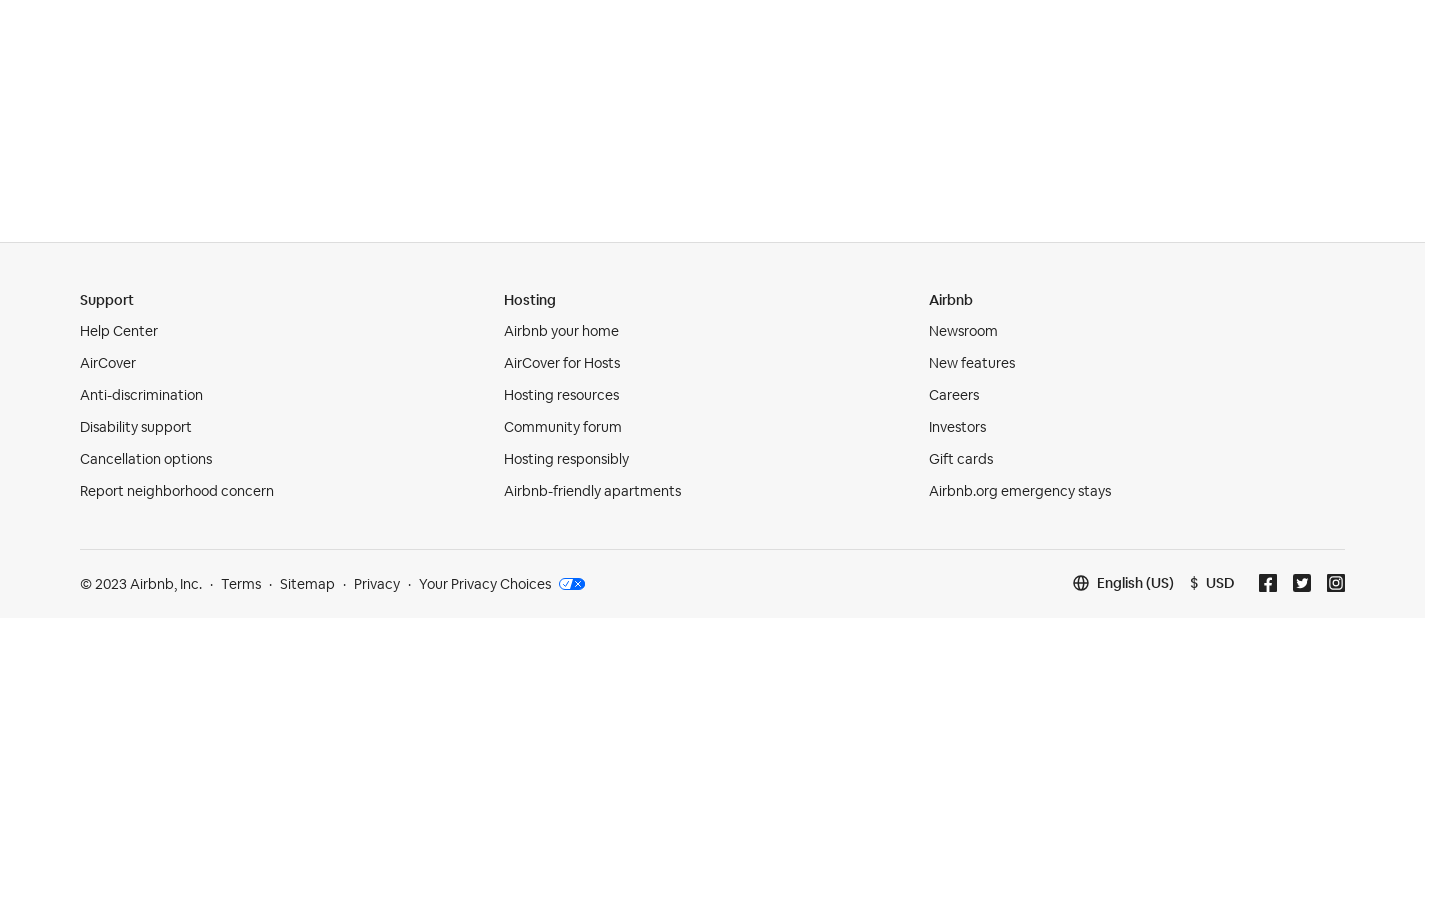 Support
Help Center
AirCover
Anti-discrimination
Disability support
Cancellation options
Report neighborhood concern
Hosting
Airbnb your home
AirCover for Hosts
Hosting resources
Community forum
Hosting responsibly
Airbnb-friendly apartments
Airbnb
Newsroom
New features
Careers
Investors
Gift cards
Airbnb.org emergency stays
© 2023 Airbnb, Inc. · Terms · Sitemap · Privacy · Your Privacy Choices
English (US) $ USD